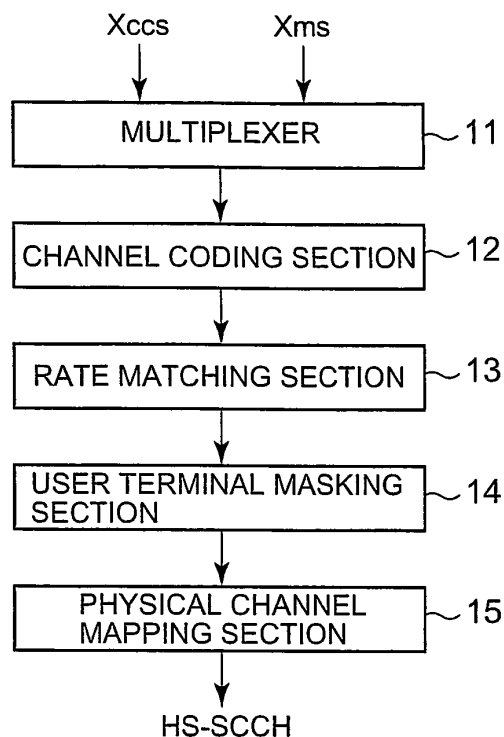 Xccs Xms
MULTIPLEXER 11
CHANNEL CODING SECTION 12
RATE MATCHING SECTION 13
USER TERMINAL MASKING
SECTION 14
PHYSICAL CHANNEL
MAPPING SECTION 15
HS-SCCH